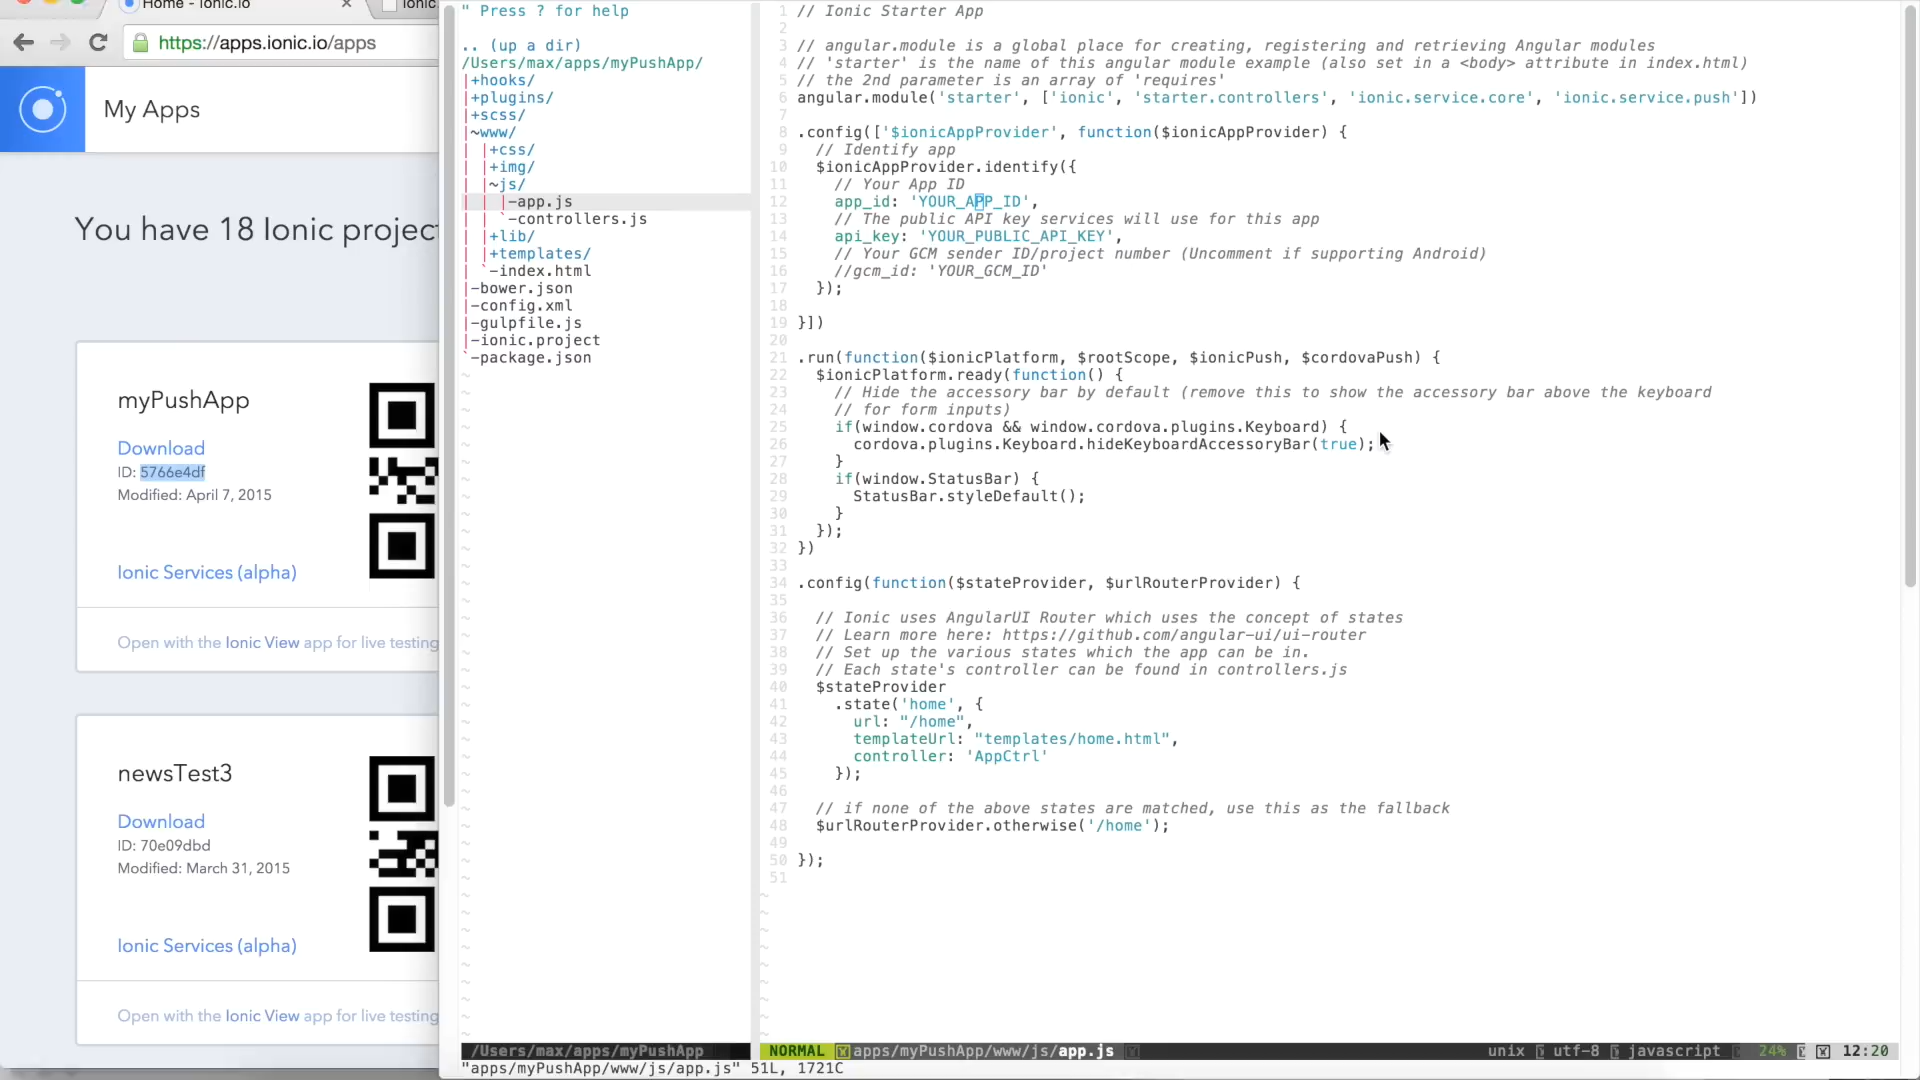 Home - Ionic.io
Ionic
https://apps.ionic.io/apps
My Apps
You have 18 Ionic projec
myPushApp
Download
ID: 5766e4df
Modified: April 7, 2015
Ionic Services (alpha)
Open with the Ionic View app for live testing
newsTest3
Download
ID: 70e09dbd
Modified: March 31, 2015
Ionic Services (alpha)
Open with the Ionic View app for live testing
" Press ? for help
.. (up a dir)
/Users/max/apps/myPushApp/
|+hooks/
|+plugins/
|+scss/
|~www/
| |+css/
| |+img/
| |~js/
| | |-app.js
| | `-controllers.js
| |+lib/
| |+templates/
| `-index.html
|-bower.json
|-config.xml
|-gulpfile.js
|-ionic.project
`-package.json
/Users/max/apps/myPushApp
1 // Ionic Starter App
2
3 // angular.module is a global place for creating, registering and retrieving Angular modules
4 // 'starter' is the name of this angular module example (also set in a <body> attribute in index.html)
5 // the 2nd parameter is an array of 'requires'
6 angular.module('starter', ['ionic', 'starter.controllers', 'ionic.service.core', 'ionic.service.push'])
7
8 .config(['$ionicAppProvider', function($ionicAppProvider) {
9   // Identify app
10   $ionicAppProvider.identify({
11     // Your App ID
12     app_id: 'YOUR_APP_ID',
13     // The public API key services will use for this app
14     api_key: 'YOUR_PUBLIC_API_KEY',
15     // Your GCM sender ID/project number (Uncomment if supporting Android)
16     //gcm_id: 'YOUR_GCM_ID'
17   });
18
19 }])
20
21 .run(function($ionicPlatform, $rootScope, $ionicPush, $cordovaPush) {
22   $ionicPlatform.ready(function() {
23     // Hide the accessory bar by default (remove this to show the accessory bar above the keyboard
24     // for form inputs)
25     if(window.cordova && window.cordova.plugins.Keyboard) {
26       cordova.plugins.Keyboard.hideKeyboardAccessoryBar(true);
27     }
28     if(window.StatusBar) {
29       StatusBar.styleDefault();
30     }
31   });
32 })
33
34 .config(function($stateProvider, $urlRouterProvider) {
35
36   // Ionic uses AngularUI Router which uses the concept of states
37   // Learn more here: https://github.com/angular-ui/ui-router
38   // Set up the various states which the app can be in.
39   // Each state's controller can be found in controllers.js
40   $stateProvider
41     .state('home', {
42       url: "/home",
43       templateUrl: "templates/home.html",
44       controller: 'AppCtrl'
45     });
46
47   // if none of the above states are matched, use this as the fallback
48   $urlRouterProvider.otherwise('/home');
49
50 });
51
NORMAL apps/myPushApp/www/js/app.js unix utf-8 javascript 24% 12:20
"apps/myPushApp/www/js/app.js" 51L, 1721C